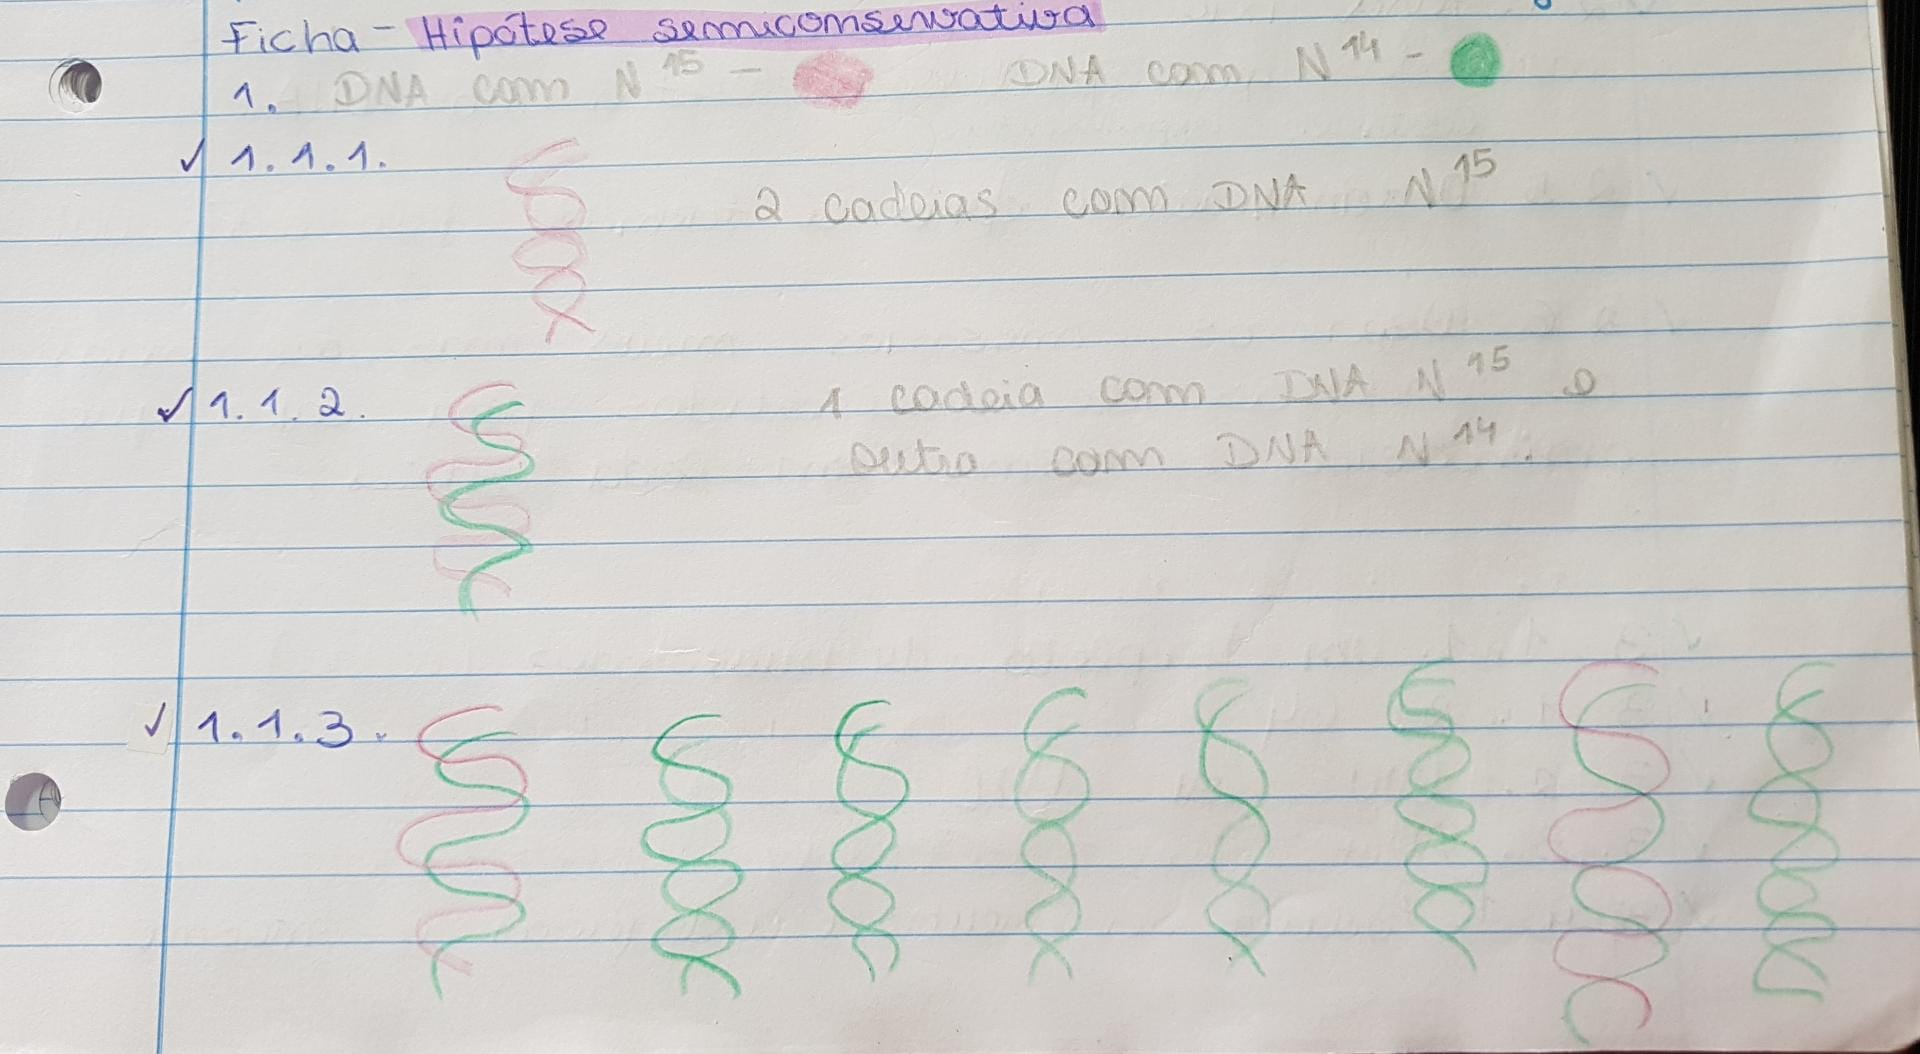 Ficha - Hipótese semiconservativa
1. DNA com N 15 - DNA com N 14 -
✓ 1.1.1.
2 cadeias com DNA N 15
✓ 1.1.2. 1 cadeia com DNA N 15 e
outra com DNA N 14.
✓ 1.1.3.